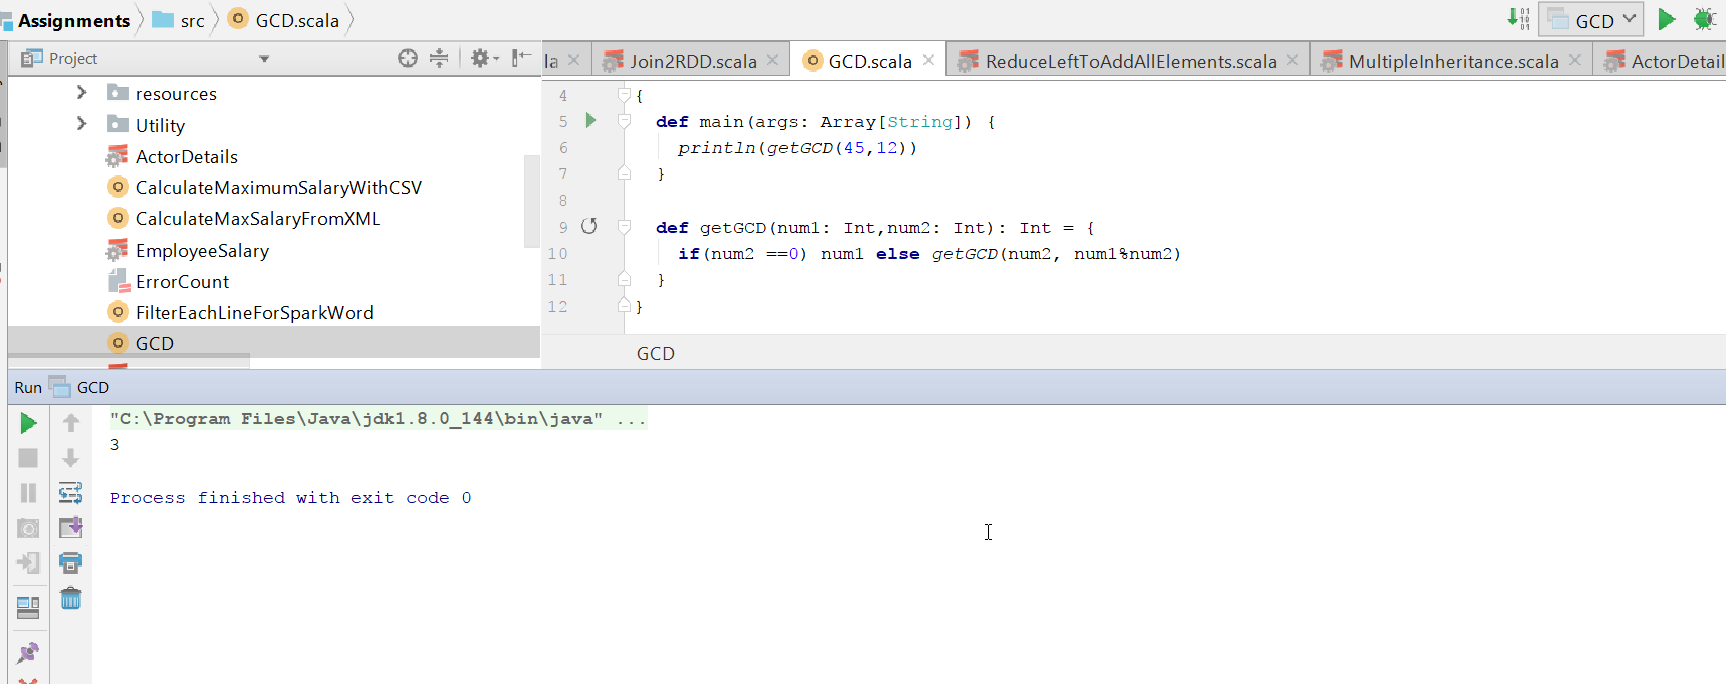 Assignments src GCD.scala
GCD
Project
la Join2RDD.scala GCD.scala ReduceLeftToAddAllElements.scala MultipleInheritance.scala ActorDetail
resources
Utility
ActorDetails
CalculateMaximumSalaryWithCSV
CalculateMaxSalaryFromXML
EmployeeSalary
ErrorCount
FilterEachLineForSparkWord
GCD
4 {
5 def main(args: Array[String]) {
6 println(getGCD(45,12))
7 }
8
9 def getGCD(num1: Int,num2: Int): Int = {
10 if(num2 ==0) num1 else getGCD(num2, num1%num2)
11 }
12 }
GCD
Run GCD
"C:\Program Files\Java\jdk1.8.0_144\bin\java" ...
3
Process finished with exit code 0